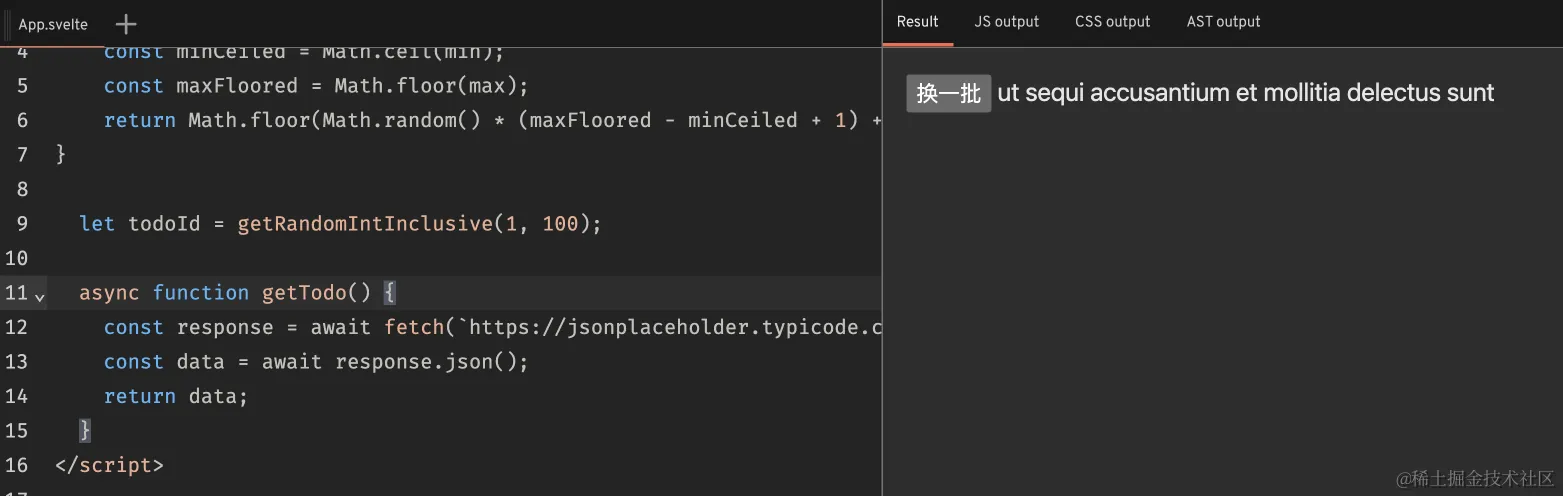 App.svelte +
Result JS output CSS output AST output
4 const minCeiled = Math.ceil(min);
5 const maxFloored = Math.floor(max);
6 return Math.floor(Math.random() * (maxFloored - minCeiled + 1) +
7 }
8
9 let todoId = getRandomIntInclusive(1, 100);
10
11 async function getTodo() {
12 const response = await fetch(`https://jsonplaceholder.typicode.c
13 const data = await response.json();
14 return data;
15 }
16 </script>
换一批 ut sequi accusantium et mollitia delectus sunt
@稀土掘金技术社区